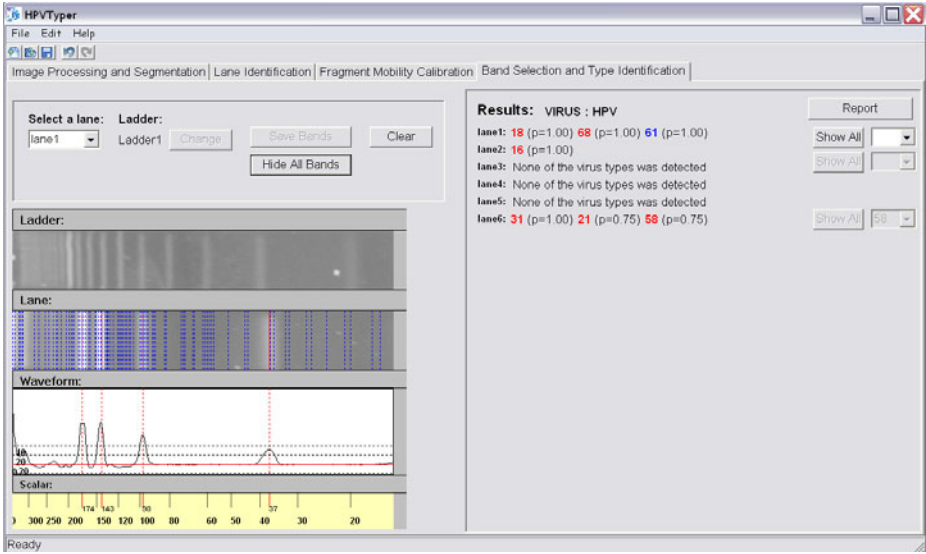 HPVTyper
File Edit Help
Image Processing and Segmentation Lane Identification Fragment Mobility Calibration Band Selection and Type Identification
Select a lane: Ladder:
lane1 Ladder1 Change Save Bends Clear
Hide All Bands
Ladder:
Lane:
Waveform:
40
20
Scalar:
174 143 37
300 250 200 150 120 100 80 60 50 40 30 20
Results: VIRUS : HPV Report
lane1: 18 (p=1.00) 68 (p=1.00) 61 (p=1.00) Show All
lane2: 16 (p=1.00) Show All
lane3: None of the virus types was detected
lane4: None of the virus types was detected
lane5: None of the virus types was detected
lane6: 31 (p=1.00) 21 (p=0.75) 58 (p=0.75) Show All 58
Ready